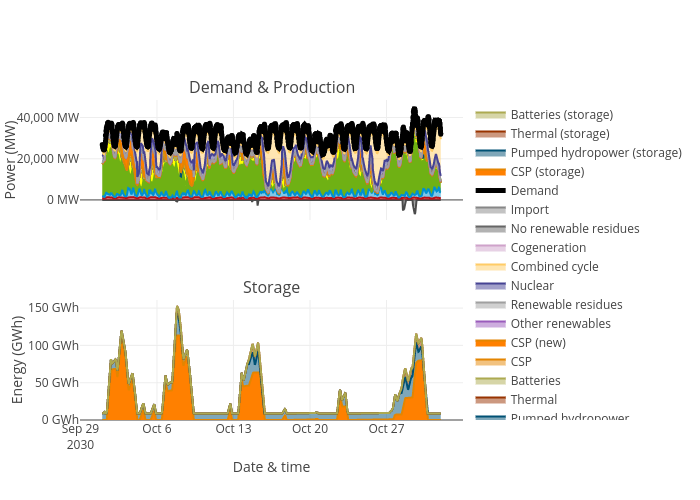 Demand & Production
Power (MW)
40,000 MW
20,000 MW
0 MW
Storage
Energy (GWh)
150 GWh
100 GWh
50 GWh
0 GWh
Sep 29
2030
Oct 6
Oct 13
Oct 20
Oct 27
Date & time
Batteries (storage)
Thermal (storage)
Pumped hydropower (storage)
CSP (storage)
Demand
Import
No renewable residues
Cogeneration
Combined cycle
Nuclear
Renewable residues
Other renewables
CSP (new)
CSP
Batteries
Thermal
Pumped hydropower